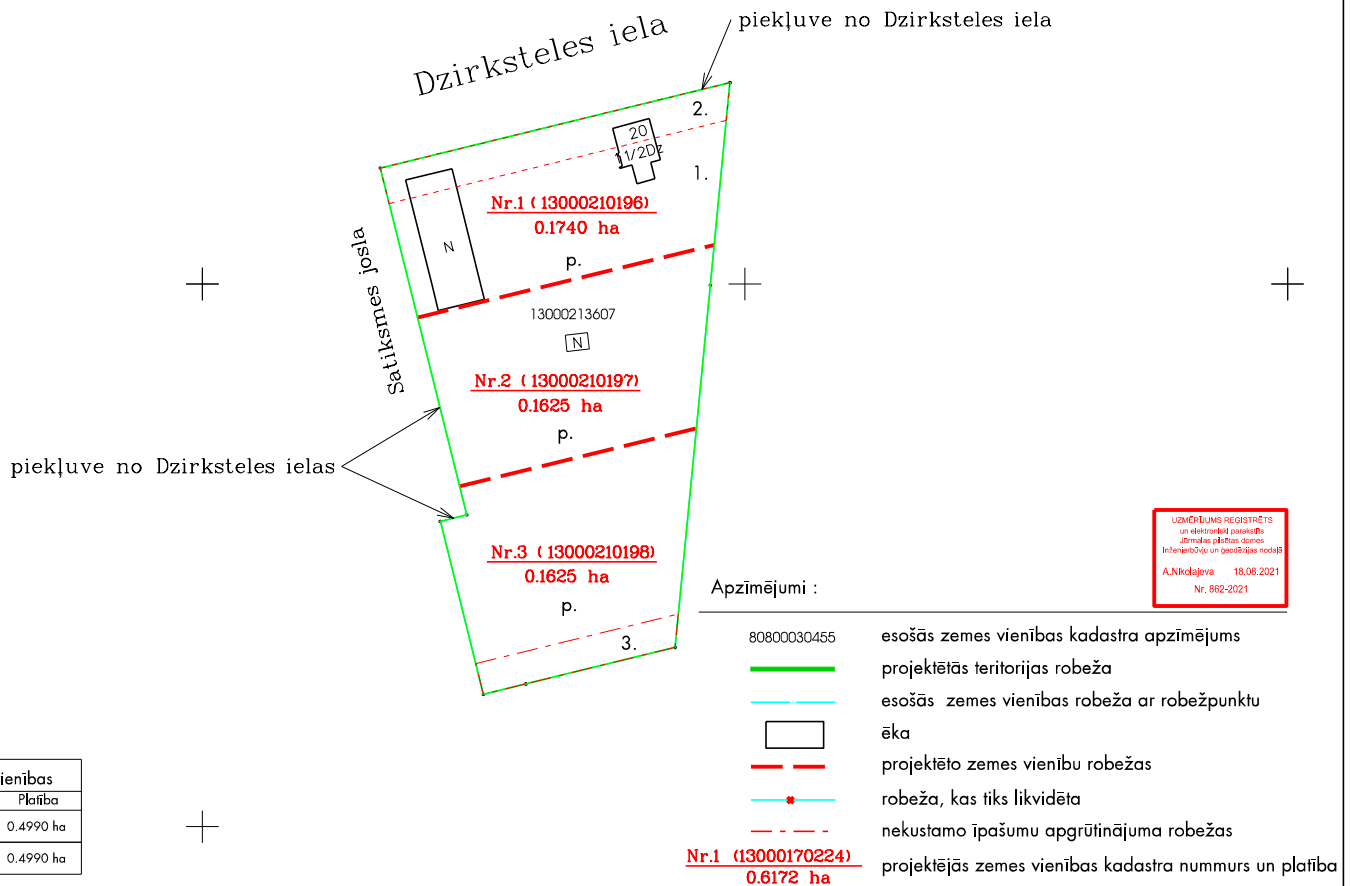 piekļuve no Dzirksteles iela
Dzirksteles iela
2.
20
1 1/2Dz
1.
Nr.1 ( 13000210196)
0.1740 ha
N
p.
Satiksmes josla
13000213607
N
Nr.2 ( 13000210197)
0.1625 ha
p.
piekļuve no Dzirksteles ielas
Nr.3 ( 13000210198)
0.1625 ha
p.
3.
UZMĒRĪJUMS REĢISTRĒTS
un elektroniski parakstīts
Jūrmalas pilsētas domes
Inženierbūvju un ģeodēzijas nodaļā
A.Nikolajeva 18.08.2021
Nr. 862-2021
Apzīmējumi :
80800030455 esošās zemes vienības kadastra apzīmējums
projektētās teritorijas robeža
esošās zemes vienības robeža ar robežpunktu
ēka
projektēto zemes vienību robežas
robeža, kas tiks likvidēta
nekustamo īpašumu apgrūtinājuma robežas
Nr.1 (13000170224)
0.6172 ha
projektējās zemes vienības kadastra nummurs un platība
ienības
Platība
0.4990 ha
0.4990 ha